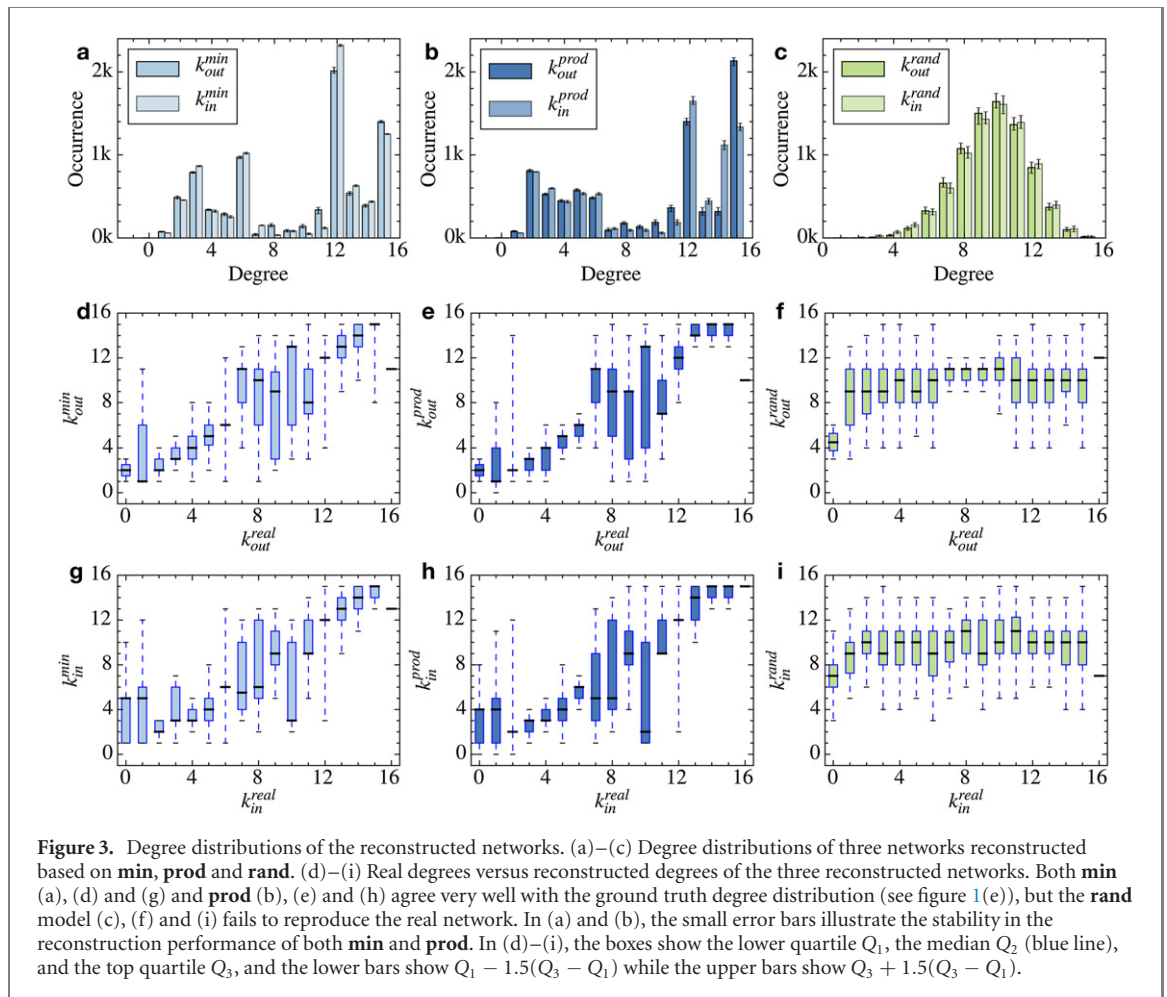 a
b
c
2k
1k
0k
Occurrence
k_out^min
k_in^min
0 4 8 12 16
Degree
2k
1k
0k
Occurrence
k_out^prod
k_in^prod
0 4 8 12 16
Degree
2k
1k
0k
Occurrence
k_out^rand
k_in^rand
0 4 8 12 16
Degree
d
16
12
8
4
0
k_out^min
0 4 8 12 16
k_out^real
e
16
12
8
4
0
k_out^prod
0 4 8 12 16
k_out^real
f
16
12
8
4
0
k_out^rand
0 4 8 12 16
k_out^real
g
16
12
8
4
0
k_in^min
0 4 8 12 16
k_in^real
h
16
12
8
4
0
k_in^prod
0 4 8 12 16
k_in^real
i
16
12
8
4
0
k_in^rand
0 4 8 12 16
k_in^real
Figure 3. Degree distributions of the reconstructed networks. (a)–(c) Degree distributions of three networks reconstructed
based on min, prod and rand. (d)–(i) Real degrees versus reconstructed degrees of the three reconstructed networks. Both min
(a), (d) and (g) and prod (b), (e) and (h) agree very well with the ground truth degree distribution (see figure 1(e)), but the rand
model (c), (f) and (i) fails to reproduce the real network. In (a) and (b), the small error bars illustrate the stability in the
reconstruction performance of both min and prod. In (d)–(i), the boxes show the lower quartile Q₁, the median Q₂ (blue line),
and the top quartile Q₃, and the lower bars show Q₁ − 1.5(Q₃ − Q₁) while the upper bars show Q₃ + 1.5(Q₃ − Q₁).